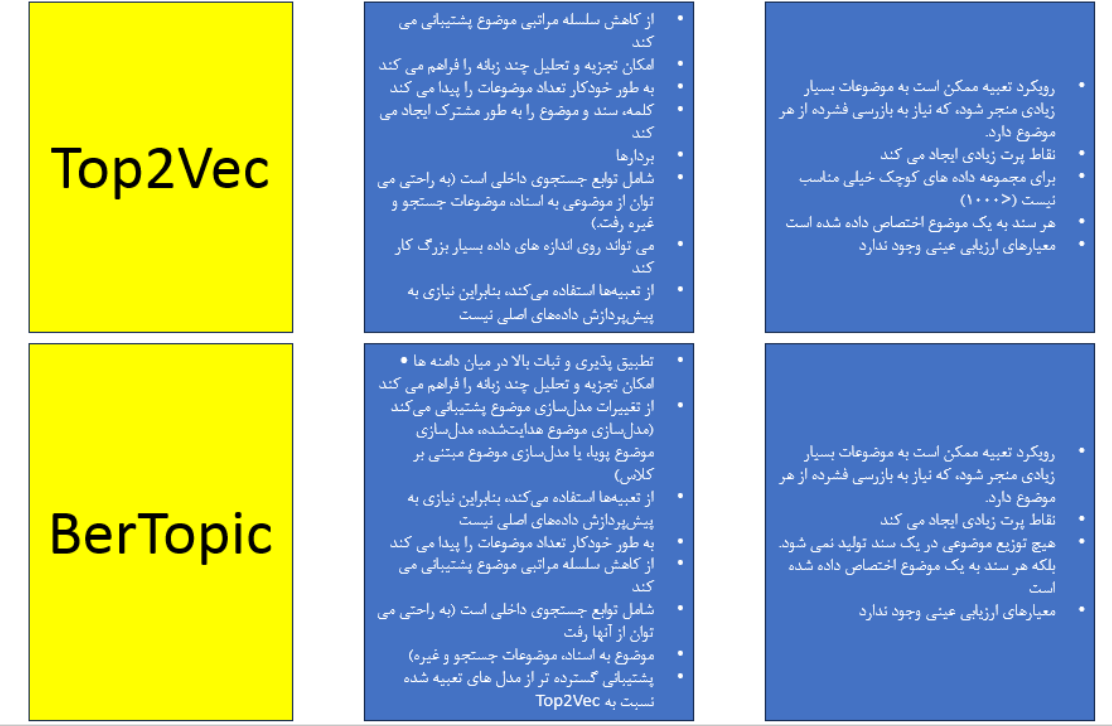 Top2Vec
• از کاهش سلسله مراتبی موضوع پشتیبانی می
کند
• امکان تجزیه و تحلیل چند زبانه را فراهم می کند
• به طور خودکار تعداد موضوعات را پیدا می کند
• کلمه، سند و موضوع را به طور مشترک ایجاد می
کند
• بردارها
• شامل توابع جستجوی داخلی است (به راحتی می
توان از موضوعی به اسناد، موضوعات جستجو و
غیره رفت.)
• می تواند روی اندازه های داده بسیار بزرگ کار
کند
• از تعبیه‌ها استفاده می‌کند، بنابراین نیازی به
پیش‌پردازش داده‌های اصلی نیست
• رویکرد تعبیه ممکن است به موضوعات بسیار
زیادی منجر شود، که نیاز به بازرسی فشرده از هر
موضوع دارد.
• نقاط پرت زیادی ایجاد می کند
• برای مجموعه داده های کوچک خیلی مناسب
نیست (<۱۰۰۰)
• هر سند به یک موضوع اختصاص داده شده است
• معیارهای ارزیابی عینی وجود ندارد
BerTopic
• تطبیق پذیری و ثبات بالا در میان دامنه ها •
امکان تجزیه و تحلیل چند زبانه را فراهم می کند
• از تغییرات مدل‌سازی موضوع پشتیبانی می‌کند
(مدل‌سازی موضوع هدایت‌شده، مدل‌سازی
موضوع پویا، یا مدل‌سازی موضوع مبتنی بر
کلاس)
• از تعبیه‌ها استفاده می‌کند، بنابراین نیازی به
پیش‌پردازش داده‌های اصلی نیست
• به طور خودکار تعداد موضوعات را پیدا می کند
• از کاهش سلسله مراتبی موضوع پشتیبانی می
کند
• شامل توابع جستجوی داخلی است (به راحتی می
توان از آنها رفت
• موضوع به اسناد، موضوعات جستجو و غیره)
• پشتیبانی گسترده تر از مدل های تعبیه شده
نسبت به Top2Vec
• رویکرد تعبیه ممکن است به موضوعات بسیار
زیادی منجر شود، که نیاز به بازرسی فشرده از هر
موضوع دارد.
• نقاط پرت زیادی ایجاد می کند
• هیچ توزیع موضوعی در یک سند تولید نمی شود.
بلکه هر سند به یک موضوع اختصاص داده شده
است
• معیارهای ارزیابی عینی وجود ندارد